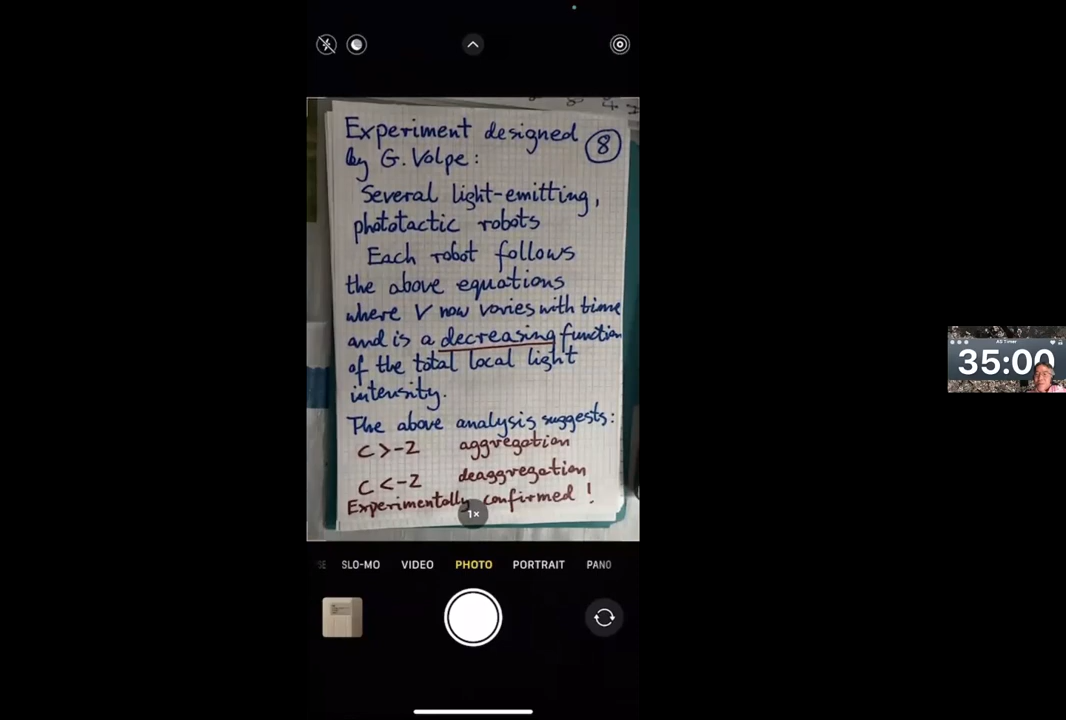 Experiment designed
by G. Volpe:
8
Several light-emitting,
phototactic robots
Each robot follows
the above equations
where V now varies with time
and is a decreasing function
of the total local light
intensity.
The above analysis suggests:
C > -2 aggregation
C < -2 deaggregation
Experimentally confirmed!
1×
SLO-MO VIDEO PHOTO PORTRAIT PANO
35:00